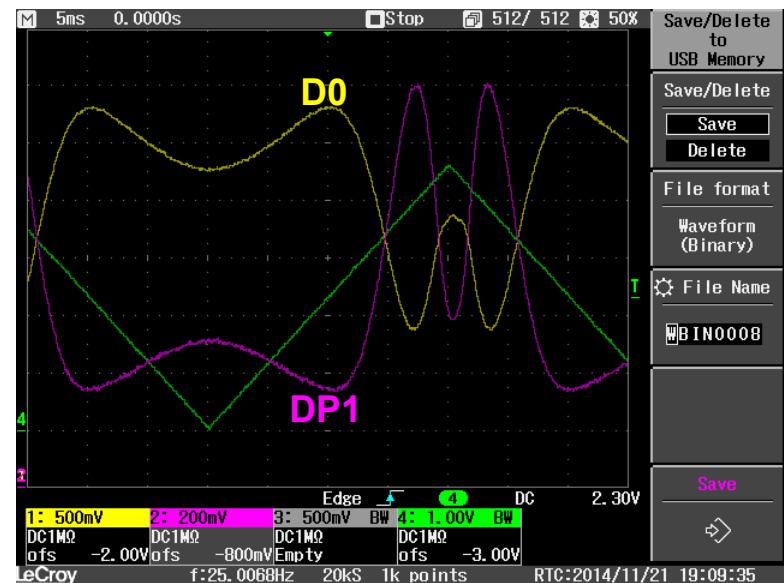 M 5ms 0.0000s Stop 512/ 512 50%
D0
DP1
T
4
2
Edge 4 DC 2.30V
1: 500mV 2: 200mV 3: 500mV BW 4: 1.00V BW
DC1MΩ DC1MΩ DC1MΩ DC1MΩ
ofs -2.00V ofs -800mV Empty ofs -3.00V
LeCroy f:25.0068Hz 20kS 1k points RTC:2014/11/21 19:09:35
Save/Delete
to
USB Memory
Save/Delete
Save
Delete
File format
Waveform
(Binary)
File Name
WBIN0008
Save